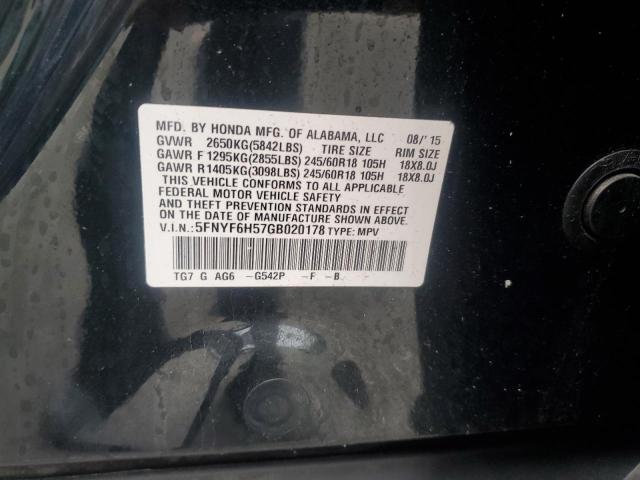 MFD. BY HONDA MFG. OF ALABAMA, LLC 08/'15
GVWR 2650KG(5842LBS) TIRE SIZE RIM SIZE
GAWR F 1295KG(2855LBS) 245/60R18 105H 18X8.0J
GAWR R 1405KG(3098LBS) 245/60R18 105H 18X8.0J
THIS VEHICLE CONFORMS TO ALL APPLICABLE
FEDERAL MOTOR VEHICLE SAFETY
AND THEFT PREVENTION STANDARDS IN EFFECT
ON THE DATE OF MANUFACTURE SHOWN ABOVE.
V.I.N.: 5FNYF6H57GB020178 TYPE: MPV
TG7 G AG6 -G542P -F -B